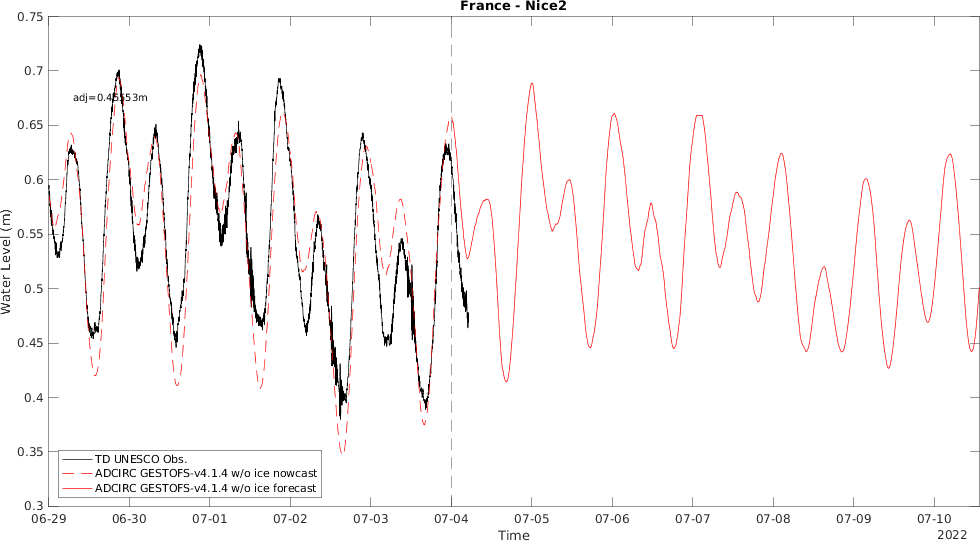 France - Nice2
0.75
0.7
0.65
0.6
0.55
0.5
0.45
0.4
0.35
0.3
Water Level (m)
adj=0.45553m
TD UNESCO Obs.
ADCIRC GESTOFS-v4.1.4 w/o ice nowcast
ADCIRC GESTOFS-v4.1.4 w/o ice forecast
06-29 06-30 07-01 07-02 07-03 07-04 07-05 07-06 07-07 07-08 07-09 07-10
Time
2022